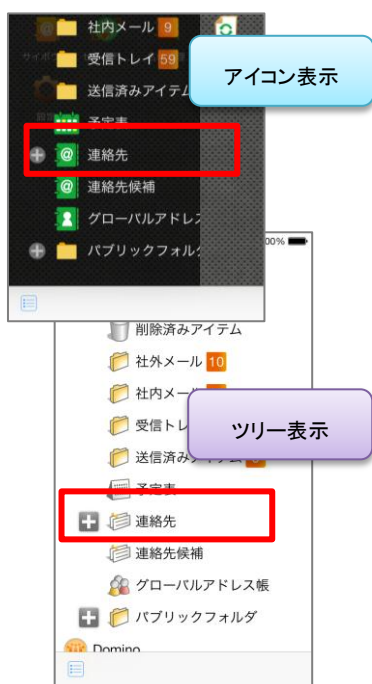 社内メール 9
受信トレイ 59
送信済みアイテム
アイコン表示
予定表
連絡先
連絡先候補
グローバルアドレス
パブリックフォルダ
00%
削除済みアイテム
社外メール 10
社内メール
受信トレ
ツリー表示
送信済みアイテム
予定表
連絡先
連絡先候補
グローバルアドレス帳
パブリックフォルダ
Domino